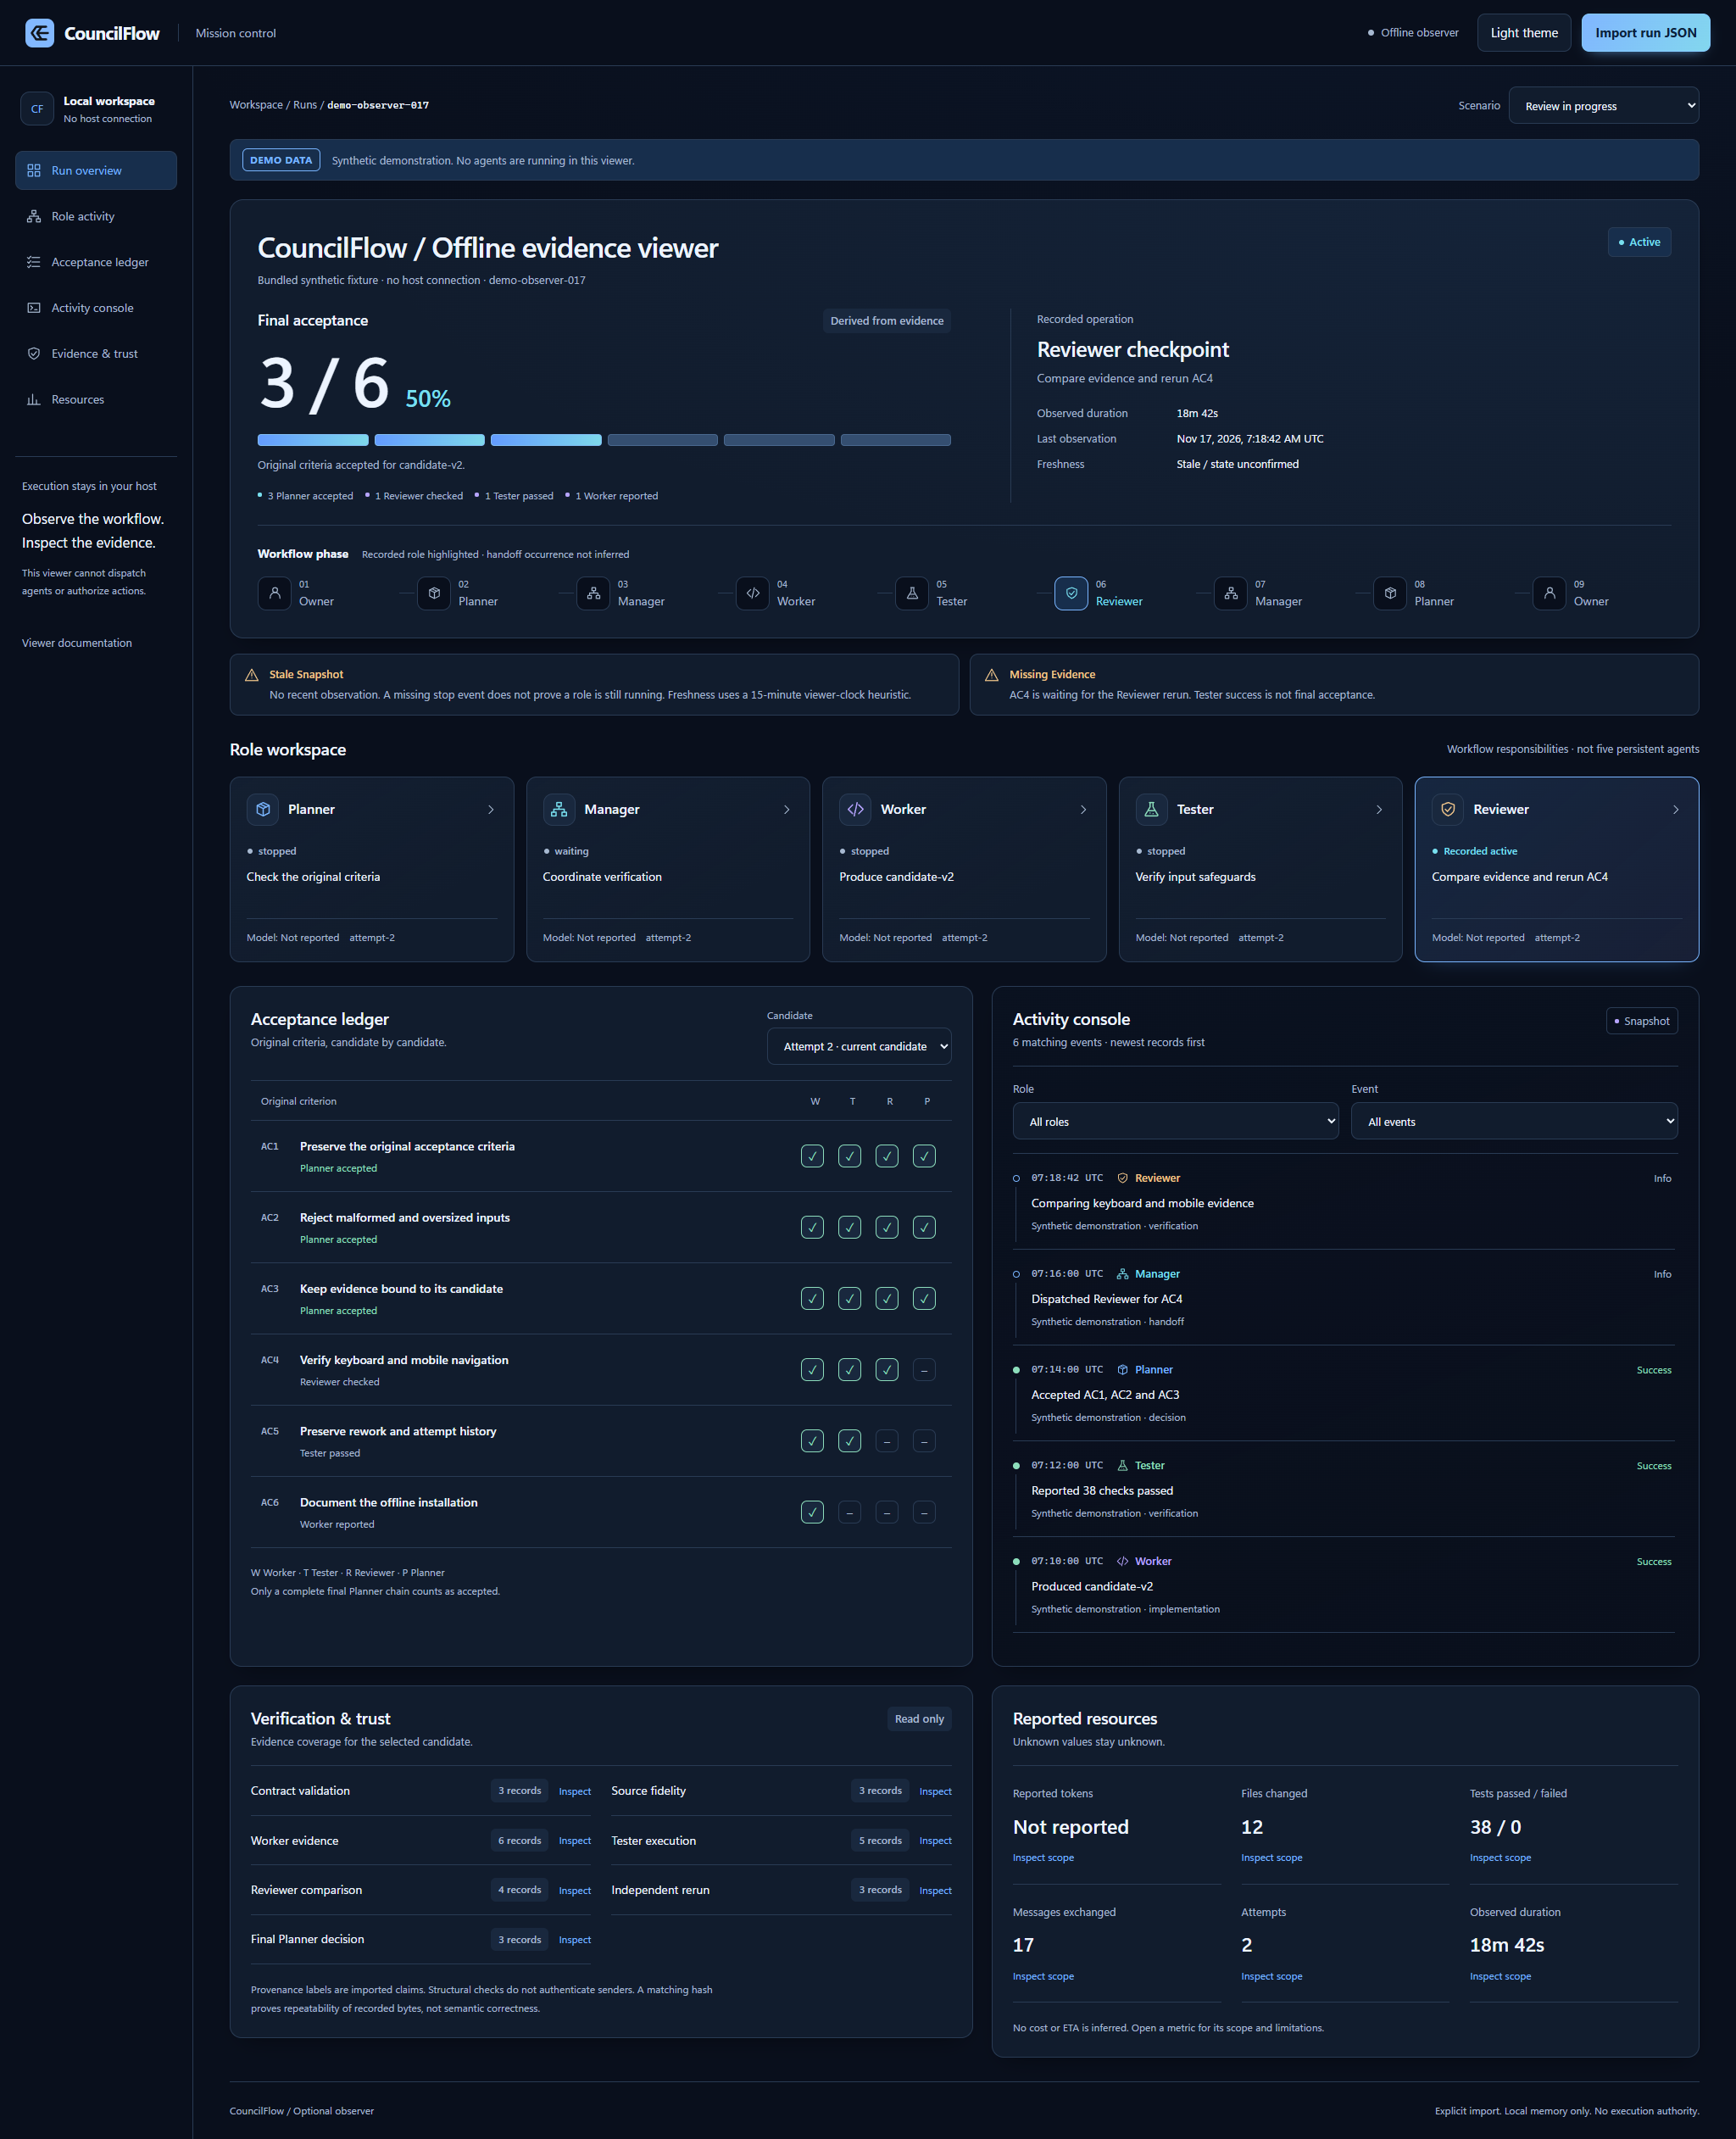 CouncilFlow
Mission control
Offline observer
Light theme
Import run JSON
CF
Local workspace
No host connection
Run overview
Role activity
Acceptance ledger
Activity console
Evidence & trust
Resources
Execution stays in your host
Observe the workflow.
Inspect the evidence.
This viewer cannot dispatch
agents or authorize actions.
Viewer documentation
Workspace / Runs / demo-observer-017
Scenario
Review in progress
DEMO DATA
Synthetic demonstration. No agents are running in this viewer.
CouncilFlow / Offline evidence viewer
Active
Bundled synthetic fixture · no host connection · demo-observer-017
Final acceptance
Derived from evidence
3 / 6 50%
Original criteria accepted for candidate-v2.
3 Planner accepted
1 Reviewer checked
1 Tester passed
1 Worker reported
Recorded operation
Reviewer checkpoint
Compare evidence and rerun AC4
Observed duration 18m 42s
Last observation Nov 17, 2026, 7:18:42 AM UTC
Freshness Stale / state unconfirmed
Workflow phase
Recorded role highlighted · handoff occurrence not inferred
01
Owner
02
Planner
03
Manager
04
Worker
05
Tester
06
Reviewer
07
Manager
08
Planner
09
Owner
Stale Snapshot
No recent observation. A missing stop event does not prove a role is still running. Freshness uses a 15-minute viewer-clock heuristic.
Missing Evidence
AC4 is waiting for the Reviewer rerun. Tester success is not final acceptance.
Role workspace
Workflow responsibilities · not five persistent agents
Planner
stopped
Check the original criteria
Model: Not reported attempt-2
Manager
waiting
Coordinate verification
Model: Not reported attempt-2
Worker
stopped
Produce candidate-v2
Model: Not reported attempt-2
Tester
stopped
Verify input safeguards
Model: Not reported attempt-2
Reviewer
Recorded active
Compare evidence and rerun AC4
Model: Not reported attempt-2
Acceptance ledger
Original criteria, candidate by candidate.
Candidate
Attempt 2 · current candidate
Original criterion W T R P
AC1 Preserve the original acceptance criteria
Planner accepted
✓ ✓ ✓ ✓
AC2 Reject malformed and oversized inputs
Planner accepted
✓ ✓ ✓ ✓
AC3 Keep evidence bound to its candidate
Planner accepted
✓ ✓ ✓ ✓
AC4 Verify keyboard and mobile navigation
Reviewer checked
✓ ✓ ✓ –
AC5 Preserve rework and attempt history
Tester passed
✓ ✓ – –
AC6 Document the offline installation
Worker reported
✓ – – –
W Worker · T Tester · R Reviewer · P Planner
Only a complete final Planner chain counts as accepted.
Activity console
Snapshot
6 matching events · newest records first
Role
All roles
Event
All events
07:18:42 UTC Reviewer Info
Comparing keyboard and mobile evidence
Synthetic demonstration · verification
07:16:00 UTC Manager Info
Dispatched Reviewer for AC4
Synthetic demonstration · handoff
07:14:00 UTC Planner Success
Accepted AC1, AC2 and AC3
Synthetic demonstration · decision
07:12:00 UTC Tester Success
Reported 38 checks passed
Synthetic demonstration · verification
07:10:00 UTC Worker Success
Produced candidate-v2
Synthetic demonstration · implementation
Verification & trust
Read only
Evidence coverage for the selected candidate.
Contract validation 3 records Inspect
Source fidelity 3 records Inspect
Worker evidence 6 records Inspect
Tester execution 5 records Inspect
Reviewer comparison 4 records Inspect
Independent rerun 3 records Inspect
Final Planner decision 3 records Inspect
Provenance labels are imported claims. Structural checks do not authenticate senders. A matching hash
proves repeatability of recorded bytes, not semantic correctness.
Reported resources
Unknown values stay unknown.
Reported tokens
Not reported
Inspect scope
Files changed
12
Inspect scope
Tests passed / failed
38 / 0
Inspect scope
Messages exchanged
17
Inspect scope
Attempts
2
Inspect scope
Observed duration
18m 42s
Inspect scope
No cost or ETA is inferred. Open a metric for its scope and limitations.
CouncilFlow / Optional observer
Explicit import. Local memory only. No execution authority.